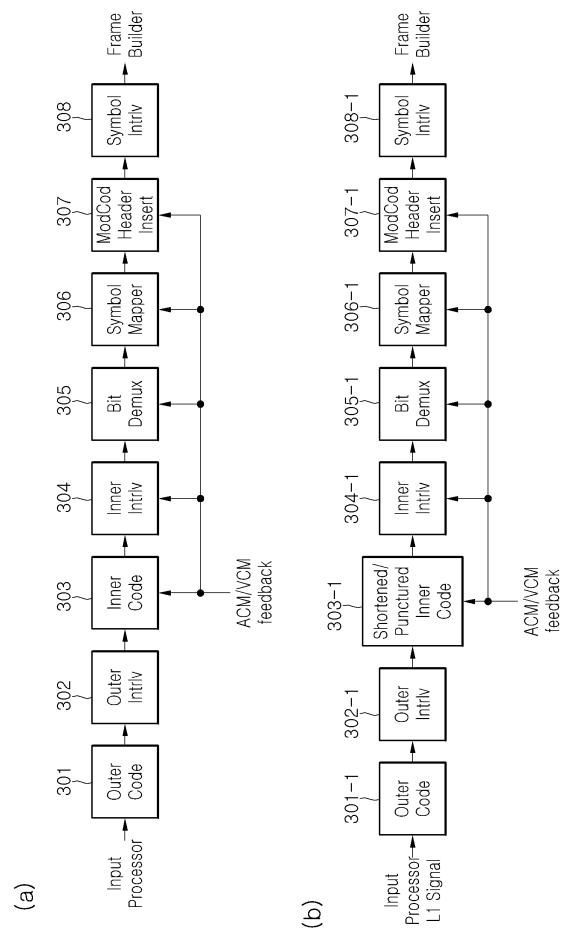 (a)
Input
Processor
301
Outer
Code
302
Outer
Intrlv
303
Inner
Code
304
Inner
Intrlv
305
Bit
Demux
306
Symbol
Mapper
307
ModCod
Header
Insert
308
Symbol
Intrlv
Frame
Builder
ACM/VCM
feedback
(b)
Input
Processor
L1 Signal
301-1
Outer
Code
302-1
Outer
Intrlv
303-1
Shortened/
Punctured
Inner
Code
304-1
Inner
Intrlv
305-1
Bit
Demux
306-1
Symbol
Mapper
307-1
ModCod
Header
Insert
308-1
Symbol
Intrlv
Frame
Builder
ACM/VCM
feedback